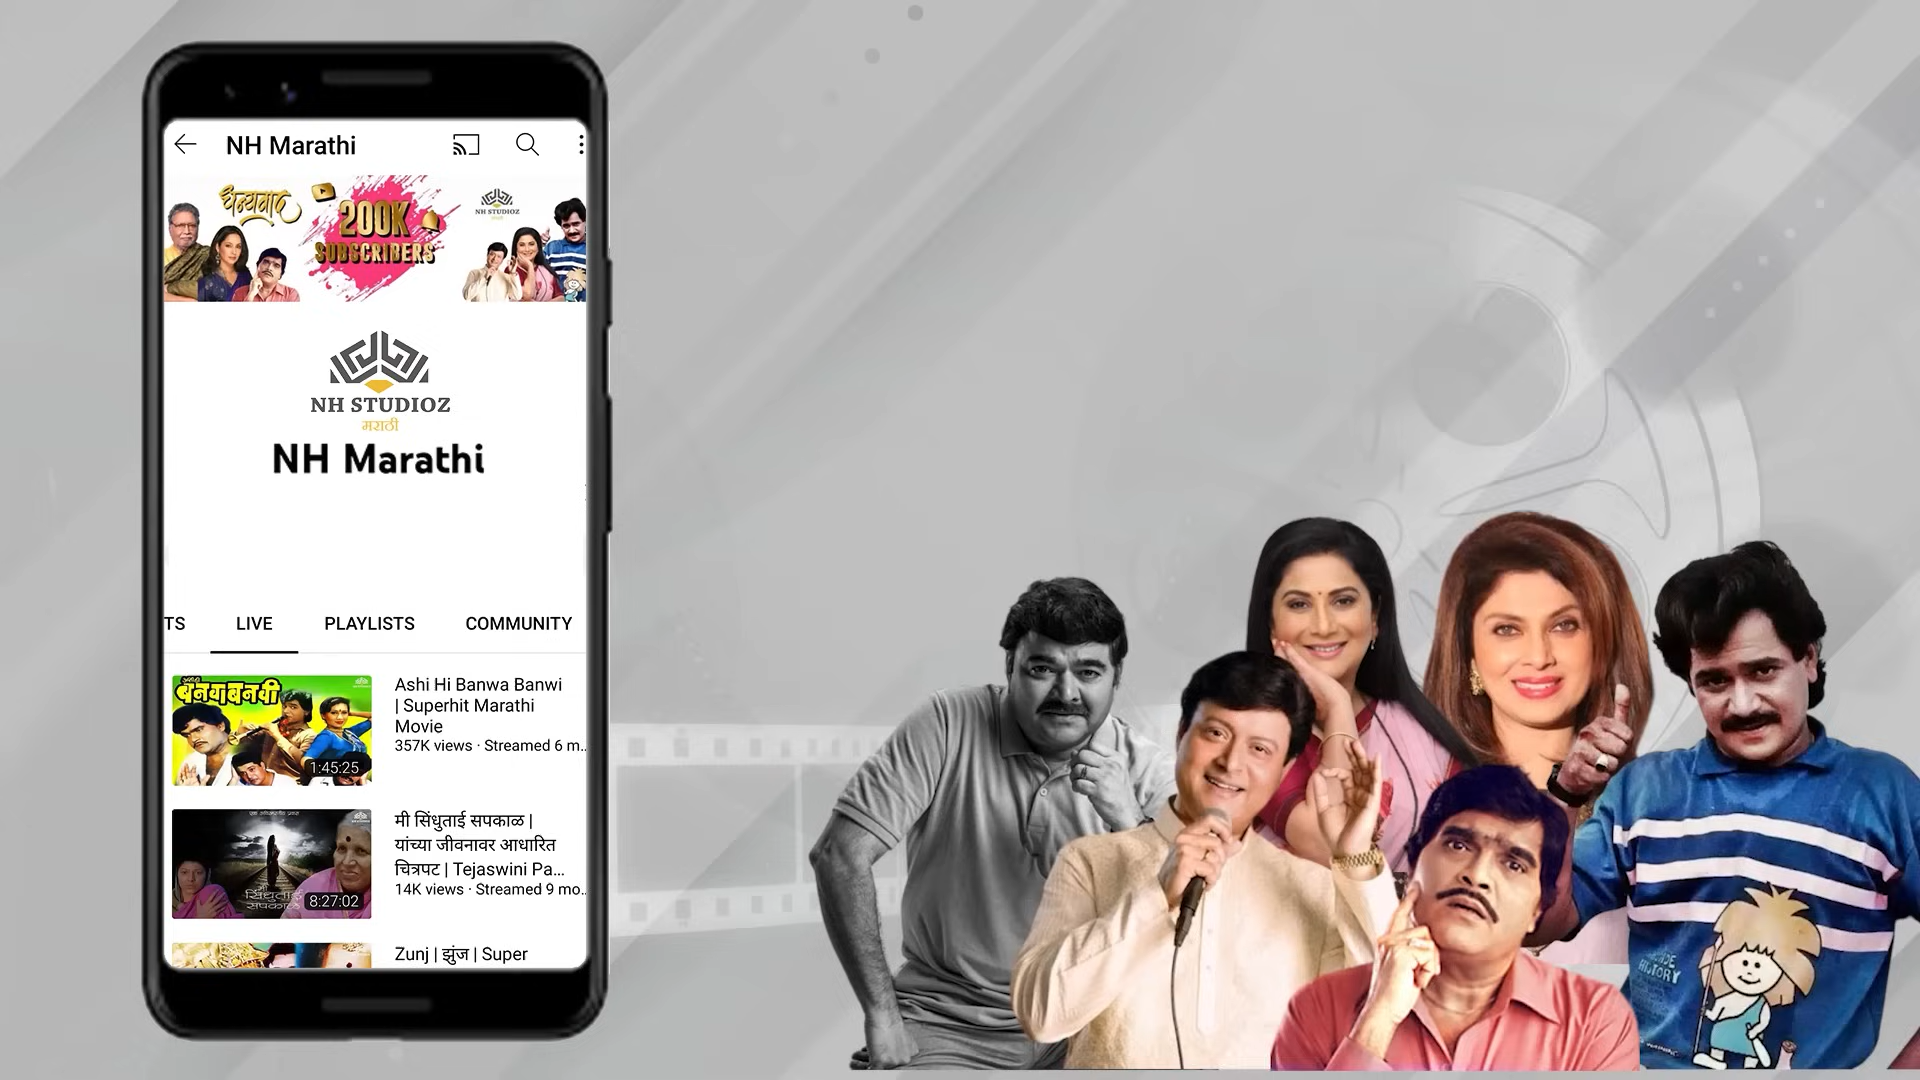 NH Marathi
धन्यवाद
200K
SUBSCRIBERS
NH STUDIOZ
NH STUDIOZ
मराठी
NH Marathi
TS LIVE PLAYLISTS COMMUNITY
बनवाबनवी
1:45:25
Ashi Hi Banwa Banwi
| Superhit Marathi
Movie
357K views · Streamed 6 m..
मी
सिंधुताई
सपकाळ
8:27:02
मी सिंधुताई सपकाळ |
यांच्या जीवनावर आधारित
चित्रपट | Tejaswini Pa...
14K views · Streamed 9 mo..
Zunj | झुंज | Super
HISTORY